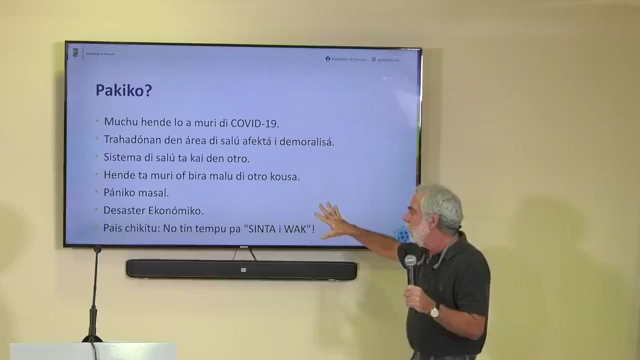 Pakiko?
• Muchu hende lo a muri di COVID-19.
• Trahadónan den área di salú afektá i demoralisá.
• Sistema di salú ta kai den otro.
• Hende ta muri of bira malu di otro kousa.
• Pániko masal.
• Desaster Ekonómiko.
• Pais chikítu: No tin tempu pa “SINTA i WAK”!